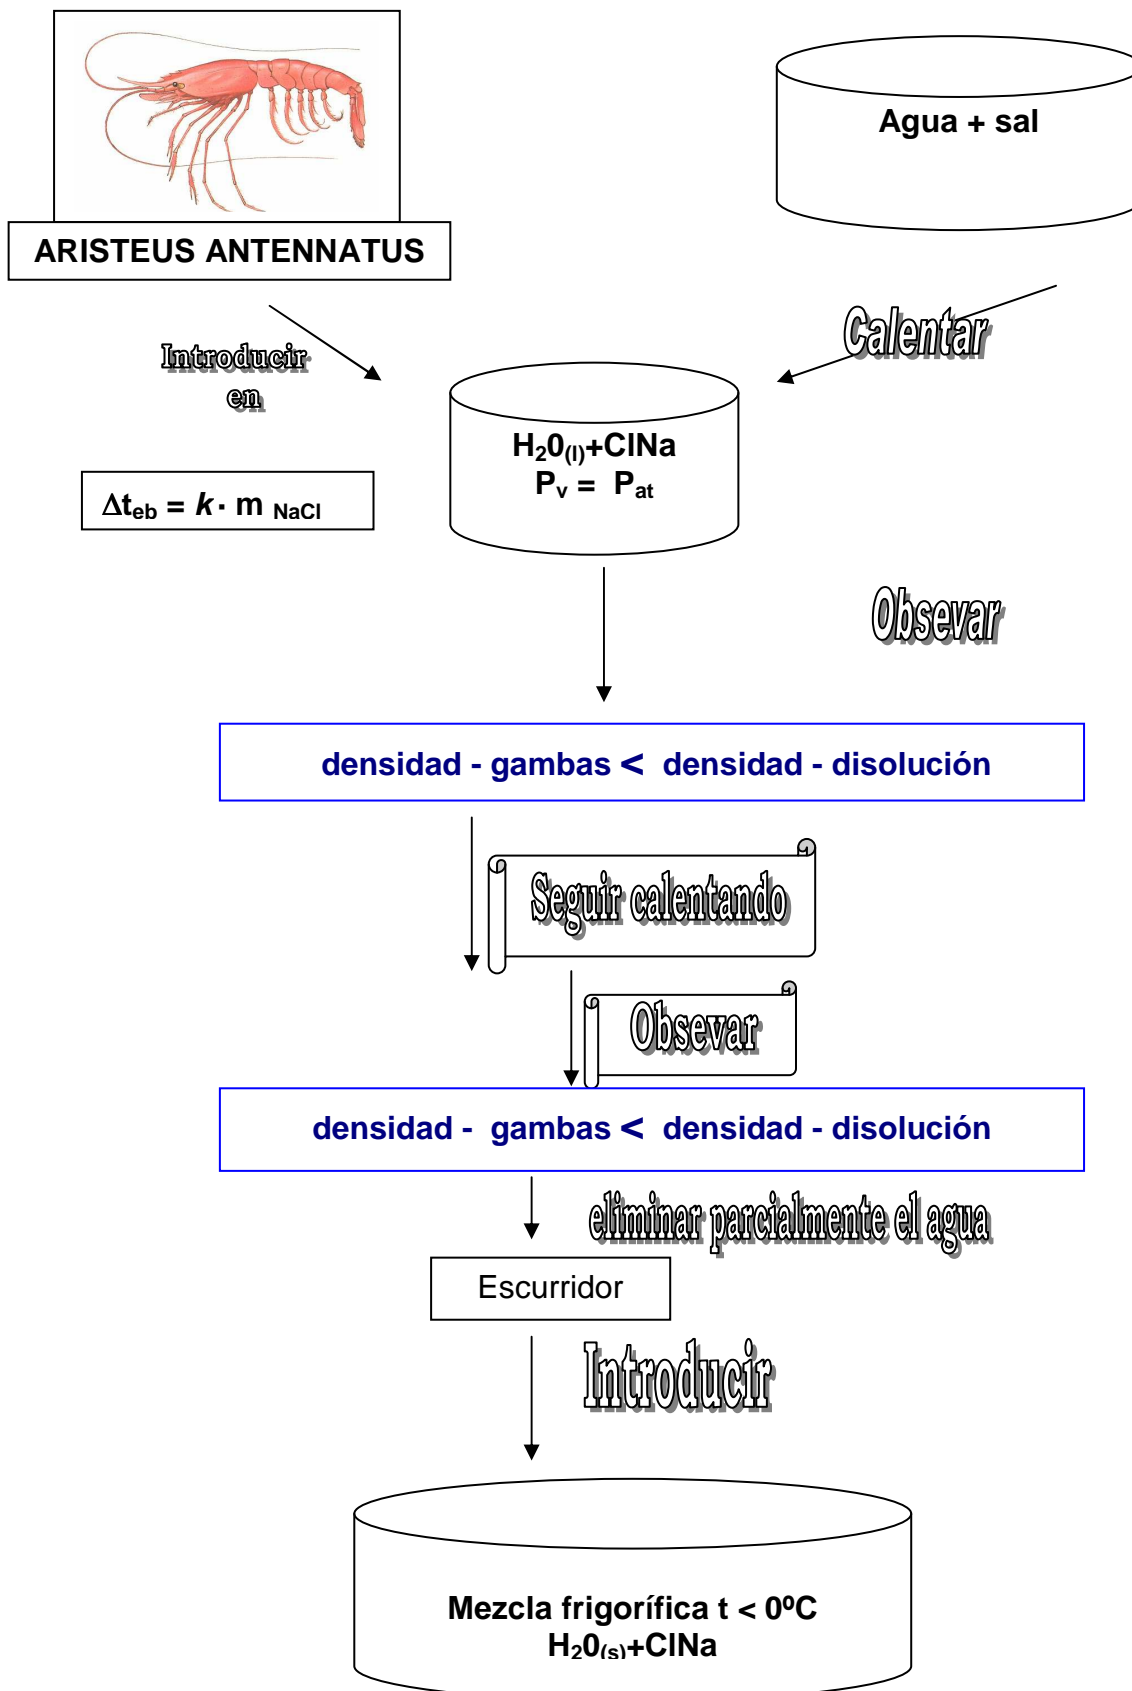 Agua + sal
ARISTEUS ANTENNATUS
Calentar
Introducir
en
H₂0₍ₗ₎+ClNa
Pᵥ = Pₐₜ
Δt_eb = k · m NaCl
Obsevar
densidad - gambas < densidad - disolución
Seguir calentando
Obsevar
densidad - gambas < densidad - disolución
eliminar parcialmente el agua
Escurridor
Introducir
Mezcla frigorífica t < 0ºC
H₂0₍ₛ₎+ClNa